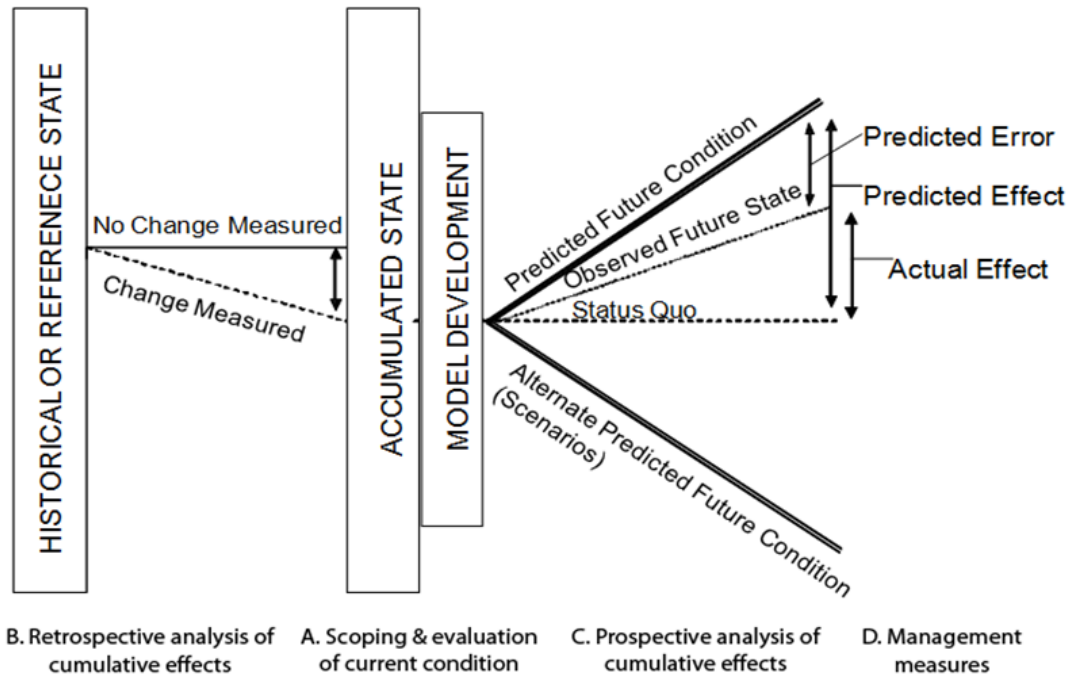 HISTORICAL OR REFERENECE STATE
No Change Measured
Change Measured
ACCUMULATED STATE
MODEL DEVELOPMENT
Predicted Future Condition
Observed Future State
Status Quo
Alternate Predicted Future Condition
(Scenarios)
Predicted Error
Predicted Effect
Actual Effect
B. Retrospective analysis of
cumulative effects
A. Scoping & evaluation
of current condition
C. Prospective analysis of
cumulative effects
D. Management
measures